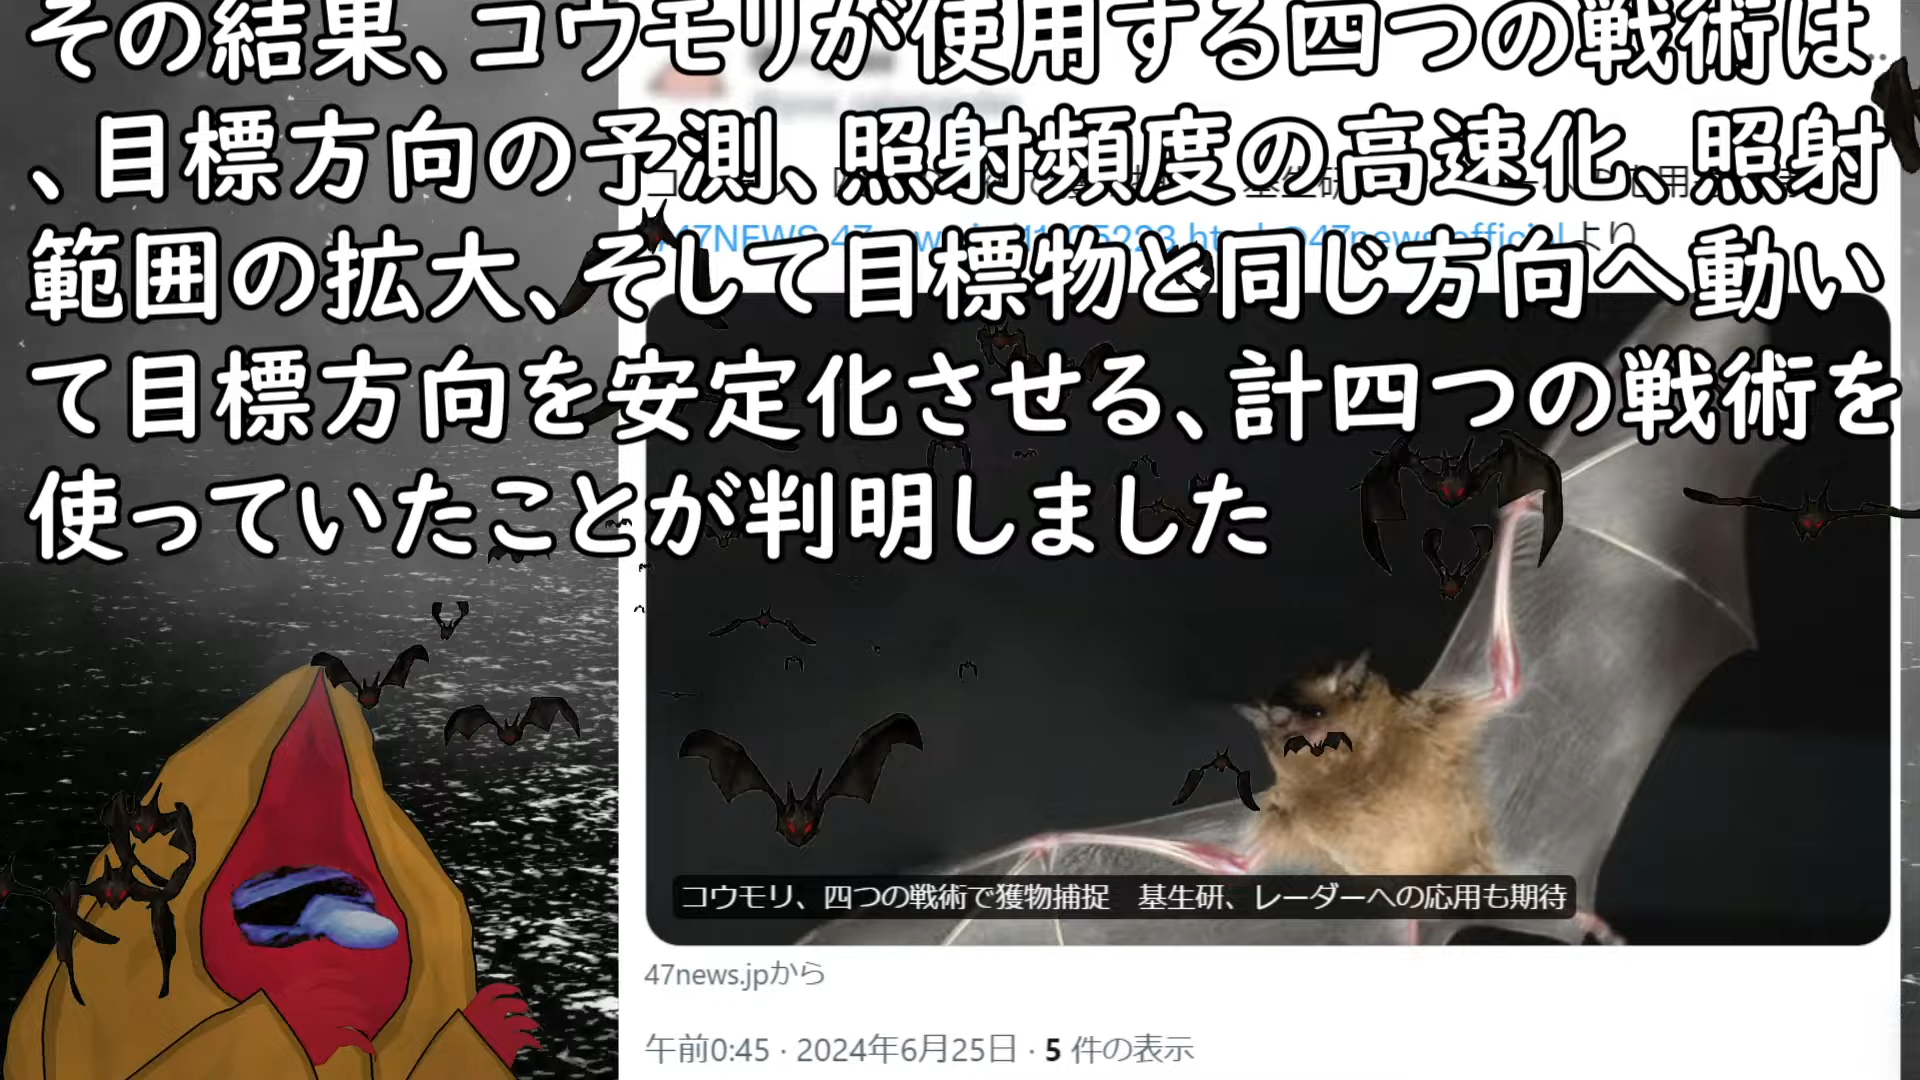 その結果、コウモリが使用する四つの戦術は
、目標方向の予測、照射頻度の高速化、照射
範囲の拡大、そして目標物と同じ方向へ動い
て目標方向を安定化させる、計四つの戦術を
使っていたことが判明しました
より
コウモリ、四つの戦術で獲物捕捉　基生研、レーダーへの応用も期待
47news.jpから
午前0:45 · 2024年6月25日 · 5 件の表示